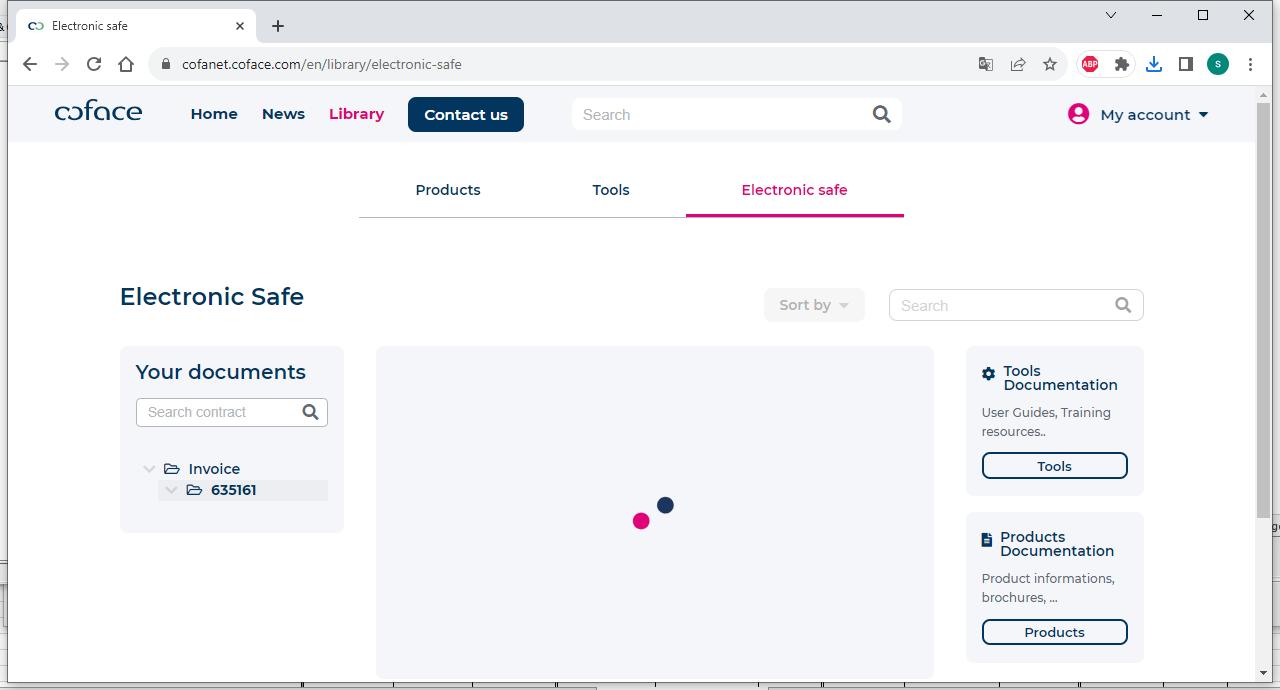 Electronic safe
cofanet.coface.com/en/library/electronic-safe
ABP
S
coface
Home
News
Library
Contact us
Search
My account
Products
Tools
Electronic safe
Electronic Safe
Sort by
Search
Your documents
Search contract
Invoice
635161
Tools
Documentation
User Guides, Training
resources..
Tools
Products
Documentation
Product informations,
brochures, ...
Products